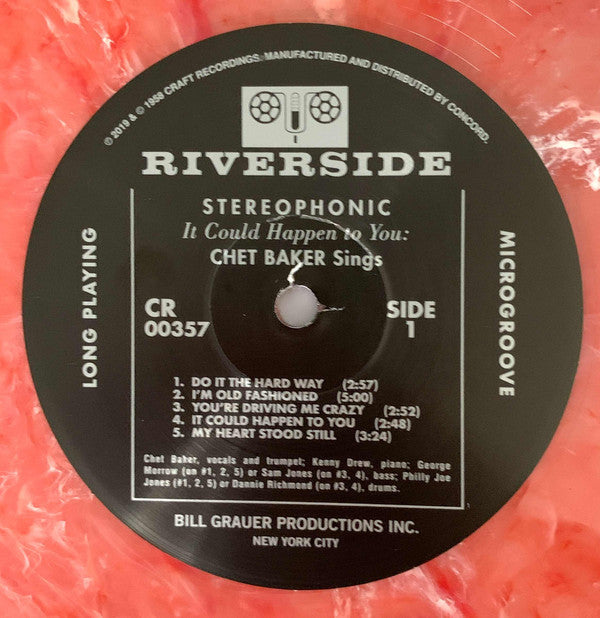 ℗ 2019 & © 1958 CRAFT RECORDINGS. MANUFACTURED AND DISTRIBUTED BY CONCORD.
RIVERSIDE
STEREOPHONIC
It Could Happen to You:
CHET BAKER Sings
LONG PLAYING
MICROGROOVE
CR
00357
SIDE
1
1. DO IT THE HARD WAY (2:57)
2. I'M OLD FASHIONED (5:00)
3. YOU'RE DRIVING ME CRAZY (2:52)
4. IT COULD HAPPEN TO YOU (2:48)
5. MY HEART STOOD STILL (3:24)
Chet Baker, vocals and trumpet; Kenny Drew, piano; George
Morrow (on #1, 2, 5) or Sam Jones (on #3, 4), bass; Philly Joe
Jones (#1, 2, 5) or Dannie Richmond (on #3, 4), drums.
BILL GRAUER PRODUCTIONS INC.
NEW YORK CITY